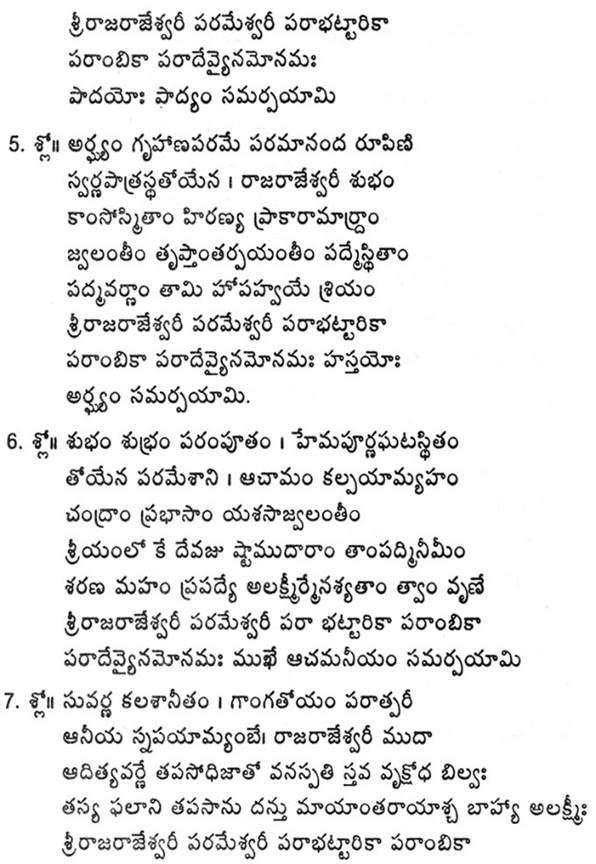 శ్రీరాజరాజేశ్వరీ పరమేశ్వరీ పరాభట్టారికా
పరాంబికా పరాదేవ్యైనమోనమః
పాదయోః పాద్యం సమర్పయామి
5. శ్లో॥ అర్ఘ్యం గృహాణపరమే పరమానంద రూపిణి
స్వర్ణపాత్రస్థతోయేన । రాజరాజేశ్వరీ శుభం
కాంసోస్మితాం హిరణ్య ప్రాకారామార్ద్రాం
జ్వలంతీం తృప్తాంతర్పయంతీం పద్మేస్థితాం
పద్మవర్ణాం తామి హోపహ్వయే శ్రియం
శ్రీరాజరాజేశ్వరీ పరమేశ్వరీ పరాభట్టారికా
పరాంబికా పరాదేవ్యైనమోనమః హస్తయోః
అర్ఘ్యం సమర్పయామి.
6. శ్లో॥ శుభం శుభ్రం పరంపూతం । హేమపూర్ణఘటస్థితం
తోయేన పరమేశాని । ఆచామం కల్పయామ్యహం
చంద్రాం ప్రభాసాం యశసాజ్వలంతీం
శ్రీయంలో కే దేవజు ష్టాముదారాం తాంపద్మినీమీం
శరణ మహం ప్రపద్యే అలక్ష్మీర్మేనశ్యతాం త్వాం వృణే
శ్రీరాజరాజేశ్వరీ పరమేశ్వరీ పరా భట్టారికా పరాంబికా
పరాదేవ్యైనమోనమః ముఖే ఆచమనీయం సమర్పయామి
7. శ్లో॥ సువర్ణ కలశానీతం । గాంగతోయం పరాత్పరీ
ఆనీయ స్నపయామ్యంబే। రాజరాజేశ్వరీ ముదా
ఆదిత్యవర్ణే తపసోధిజాతో వనస్పతి స్తవ వృక్షోధ బిల్వః
తస్య ఫలాని తపసాను దన్తు మాయాంతరాయాశ్చ బాహ్యా అలక్ష్మీః
శ్రీరాజరాజేశ్వరీ పరమేశ్వరీ పరాభట్టారికా పరాంబికా